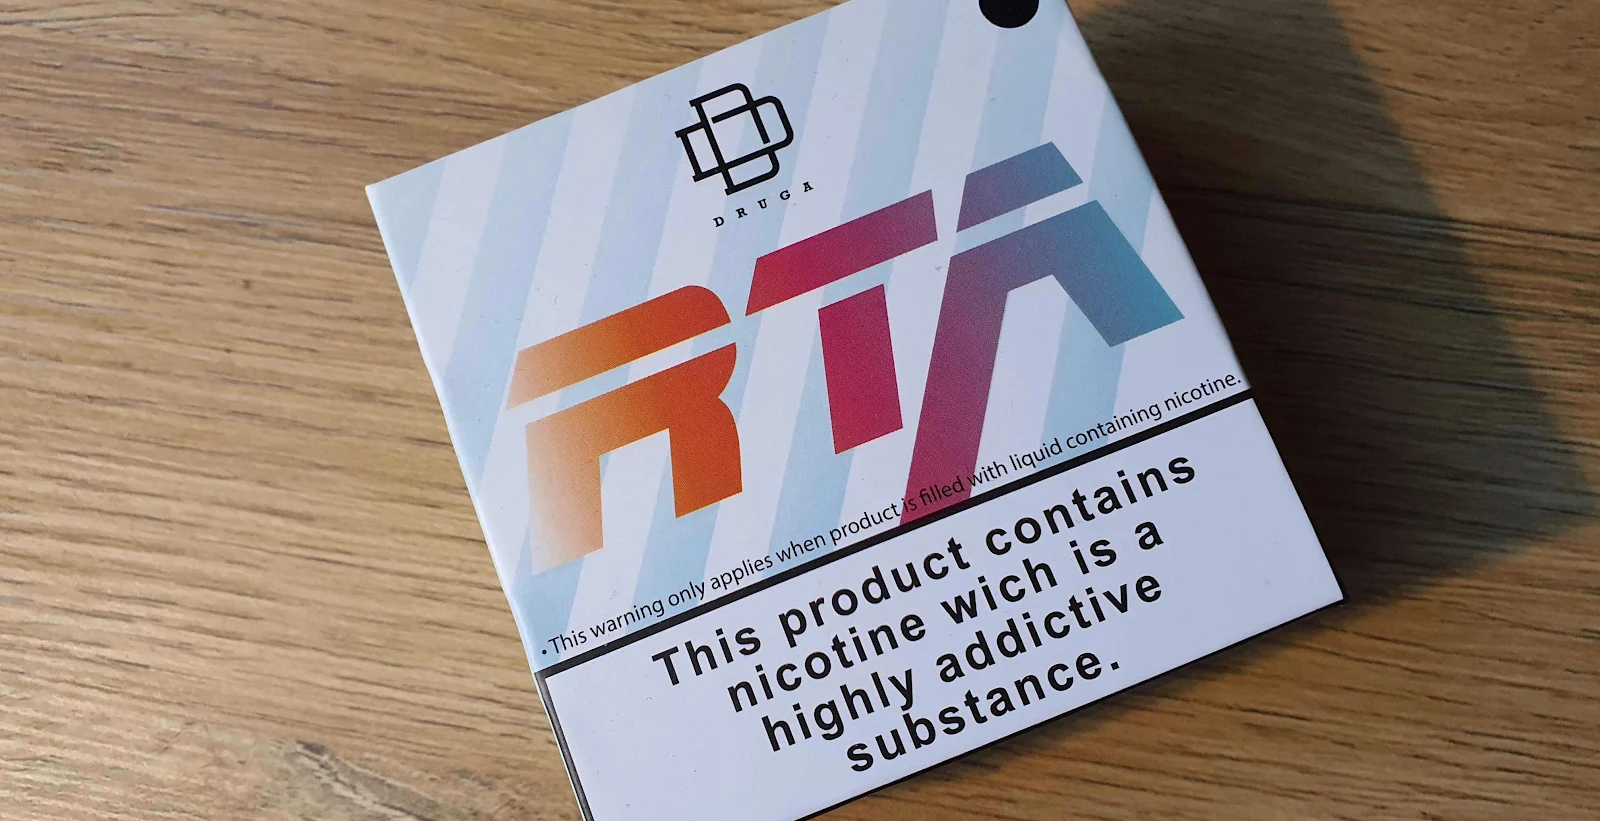 DRUGA
RTA
•This warning only applies when product is filled with liquid containing nicotine.
This product contains
nicotine wich is a
highly addictive
substance.